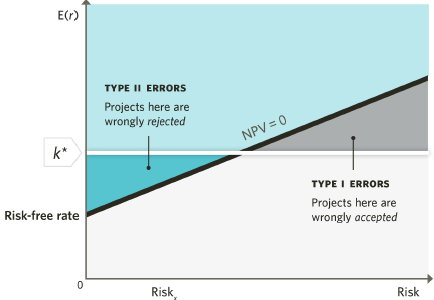 E(r)
TYPE II ERRORS
Projects here are
wrongly rejected
NPV = 0
k*
TYPE I ERRORS
Projects here are
wrongly accepted
Risk-free rate
0
Riskₓ
Risk